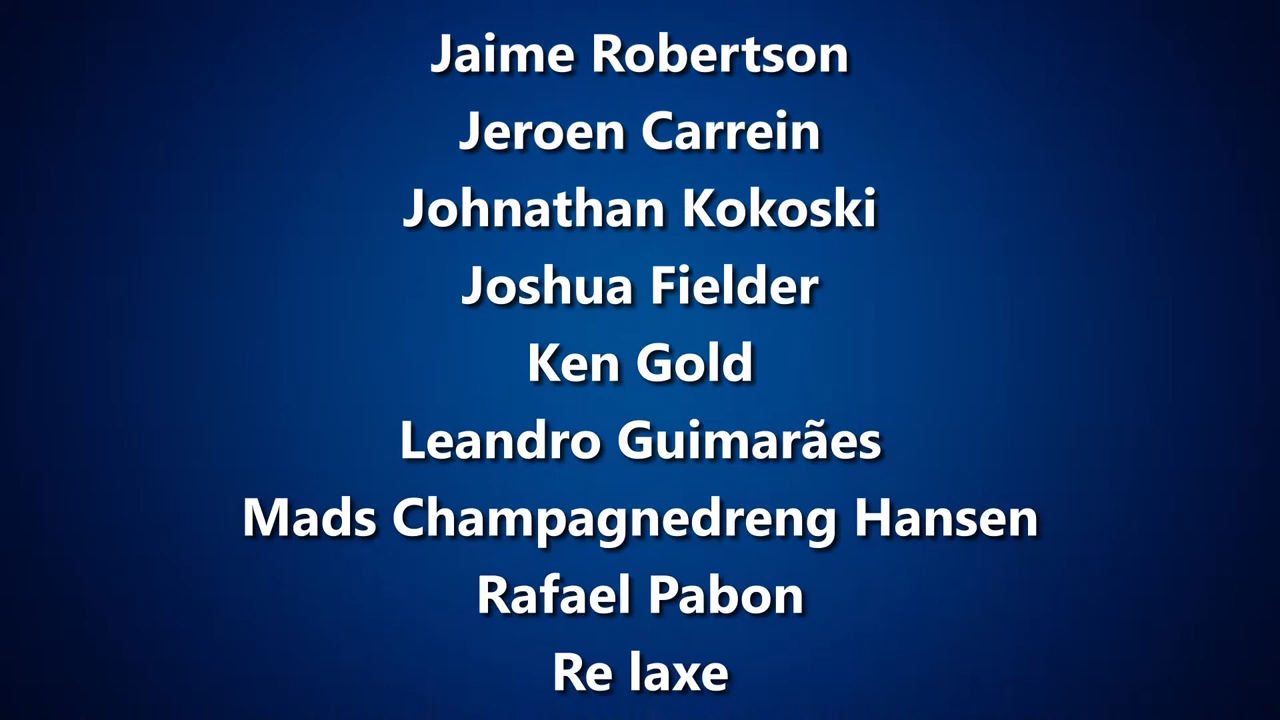 Jaime Robertson
Jeroen Carrein
Johnathan Kokoski
Joshua Fielder
Ken Gold
Leandro Guimarães
Mads Champagnedreng Hansen
Rafael Pabon
Re laxe